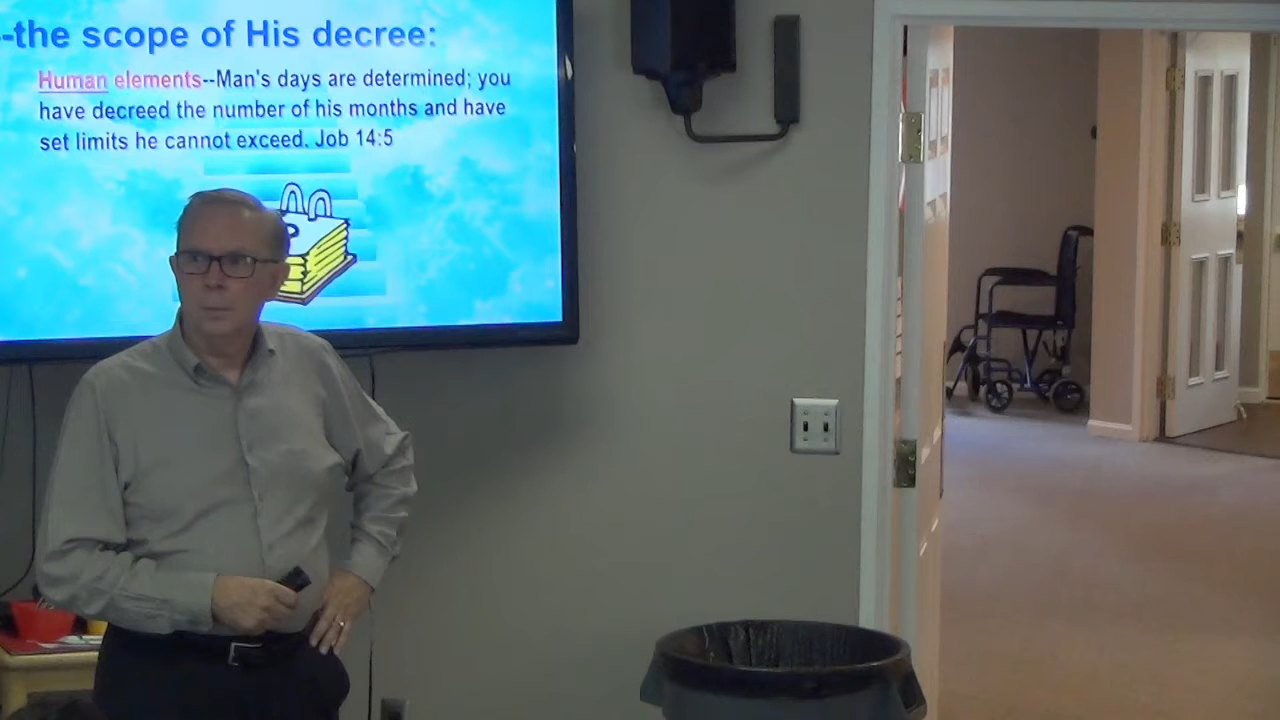 --the scope of His decree:
Human elements--Man's days are determined; you
have decreed the number of his months and have
set limits he cannot exceed. Job 14:5